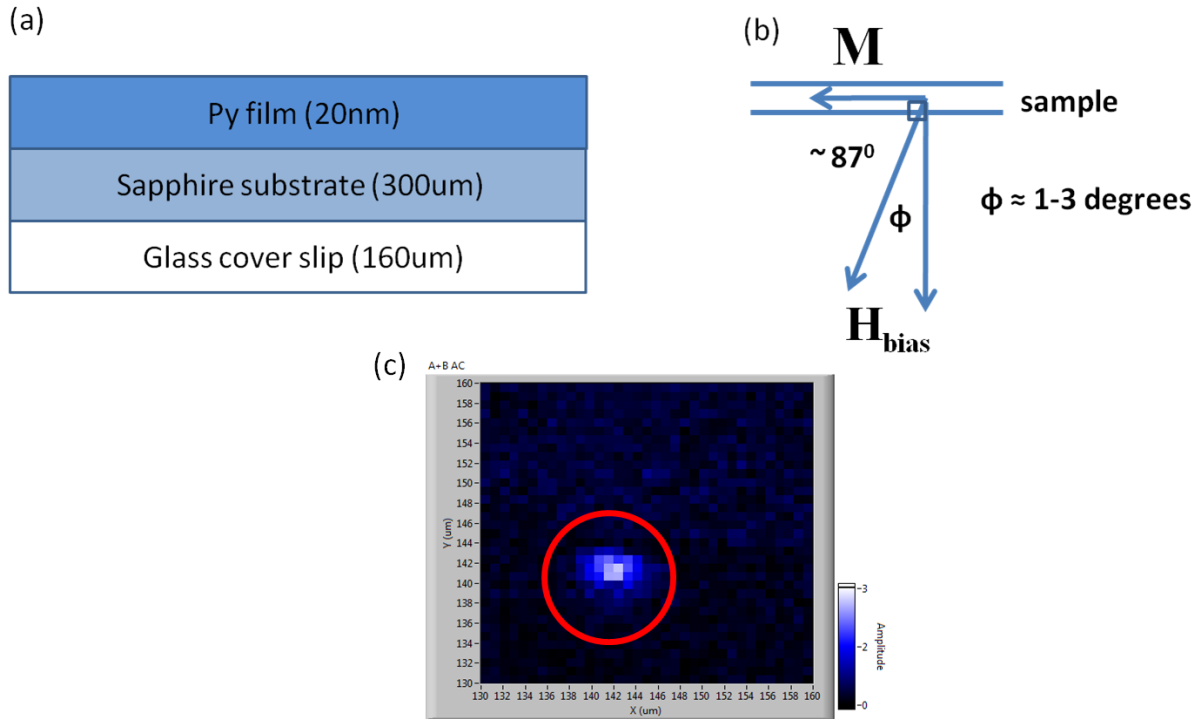 (a)
Py film (20nm)
Sapphire substrate (300um)
Glass cover slip (160um)
(b)
M
sample
~ 87⁰
ϕ ≈ 1-3 degrees
ϕ
H_bias
(c)
A+B AC
160
158
156
154
152
150
148
146
144
142
140
138
136
134
132
130
Y (um)
130 132 134 136 138 140 142 144 146 148 150 152 154 156 158 160
X (um)
3
2
0
Amplitude